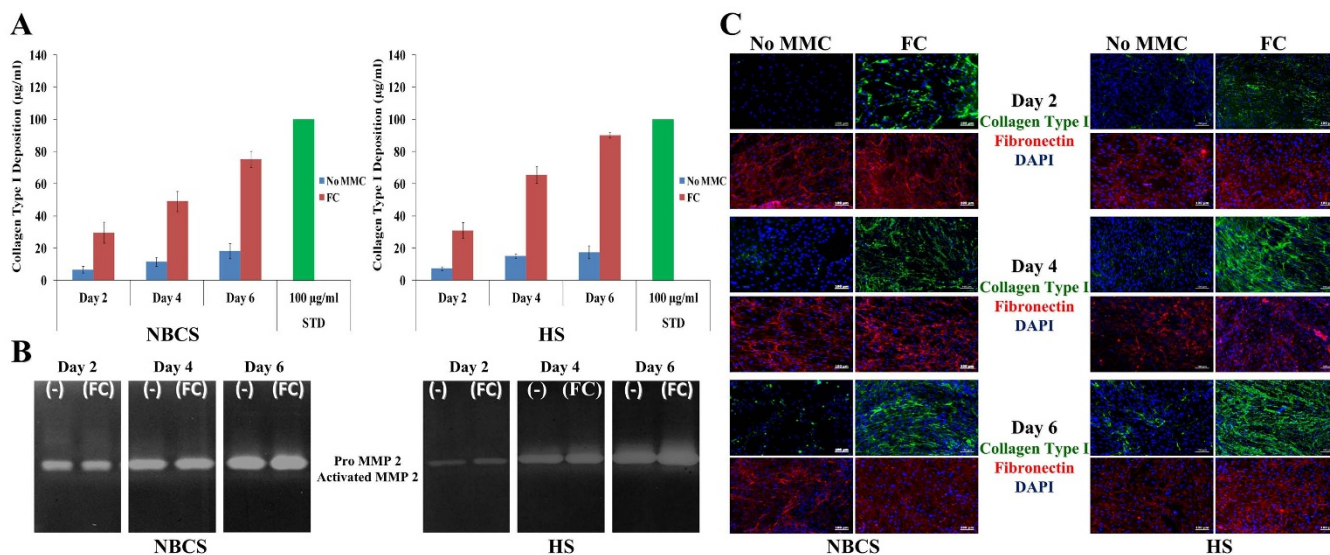 A
140
120
100
80
60
40
20
0
Collagen Type I Deposition (µg/ml)
No MMC
FC
Day 2
Day 4
Day 6
100 µg/ml
STD
NBCS
140
120
100
80
60
40
20
0
Collagen Type I Deposition (µg/ml)
No MMC
FC
Day 2
Day 4
Day 6
100 µg/ml
STD
HS
B
Day 2
Day 4
Day 6
(-) (FC)
(-) (FC)
(-) (FC)
NBCS
Pro MMP 2
Activated MMP 2
Day 2
Day 4
Day 6
(-) (FC)
(-) (FC)
(-) (FC)
HS
C
No MMC
FC
No MMC
FC
Day 2
Collagen Type I
Fibronectin
DAPI
Day 4
Collagen Type I
Fibronectin
DAPI
Day 6
Collagen Type I
Fibronectin
DAPI
NBCS
HS